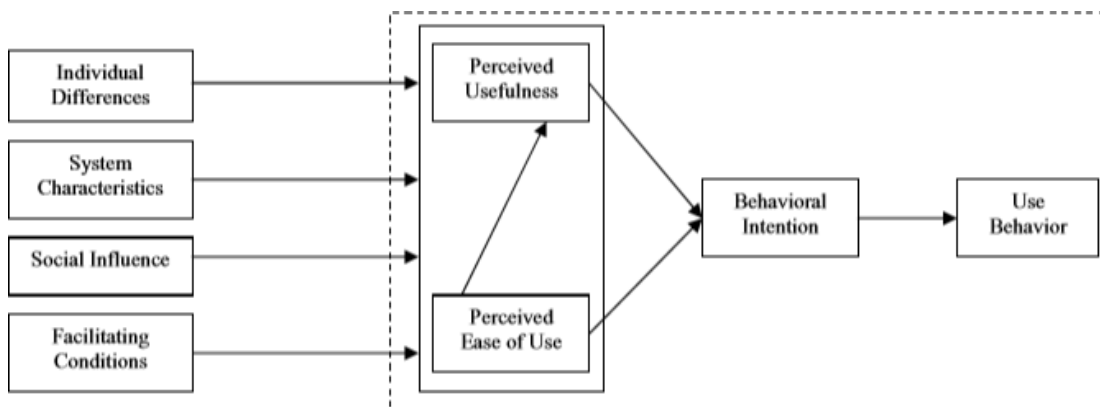 Individual
Differences
System
Characteristics
Social Influence
Facilitating
Conditions
Perceived
Usefulness
Perceived
Ease of Use
Behavioral
Intention
Use
Behavior